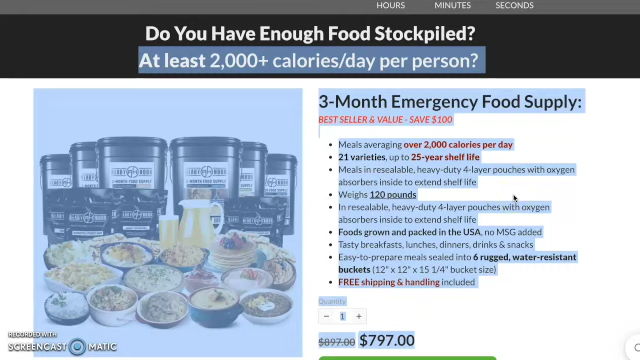 HOURS MINUTES SECONDS
Do You Have Enough Food Stockpiled?
At least 2,000+ calories/day per person?
3-Month Emergency Food Supply:
BEST SELLER & VALUE - SAVE $100
Meals averaging over 2,000 calories per day
21 varieties, up to 25-year shelf life
Meals in resealable, heavy-duty 4-layer pouches with oxygen
absorbers inside to extend shelf life
Weighs 120 pounds
In resealable, heavy-duty 4-layer pouches with oxygen
absorbers inside to extend shelf life
Foods grown and packed in the USA, no MSG added
Tasty breakfasts, lunches, dinners, drinks & snacks
Easy-to-prepare meals sealed into 6 rugged, water-resistant
buckets (12" x 12" x 15 1/4" bucket size)
FREE shipping & handling included
Quantity
− 1 +
$897.00 $797.00
RECORDED WITH
SCREENCAST MATIC